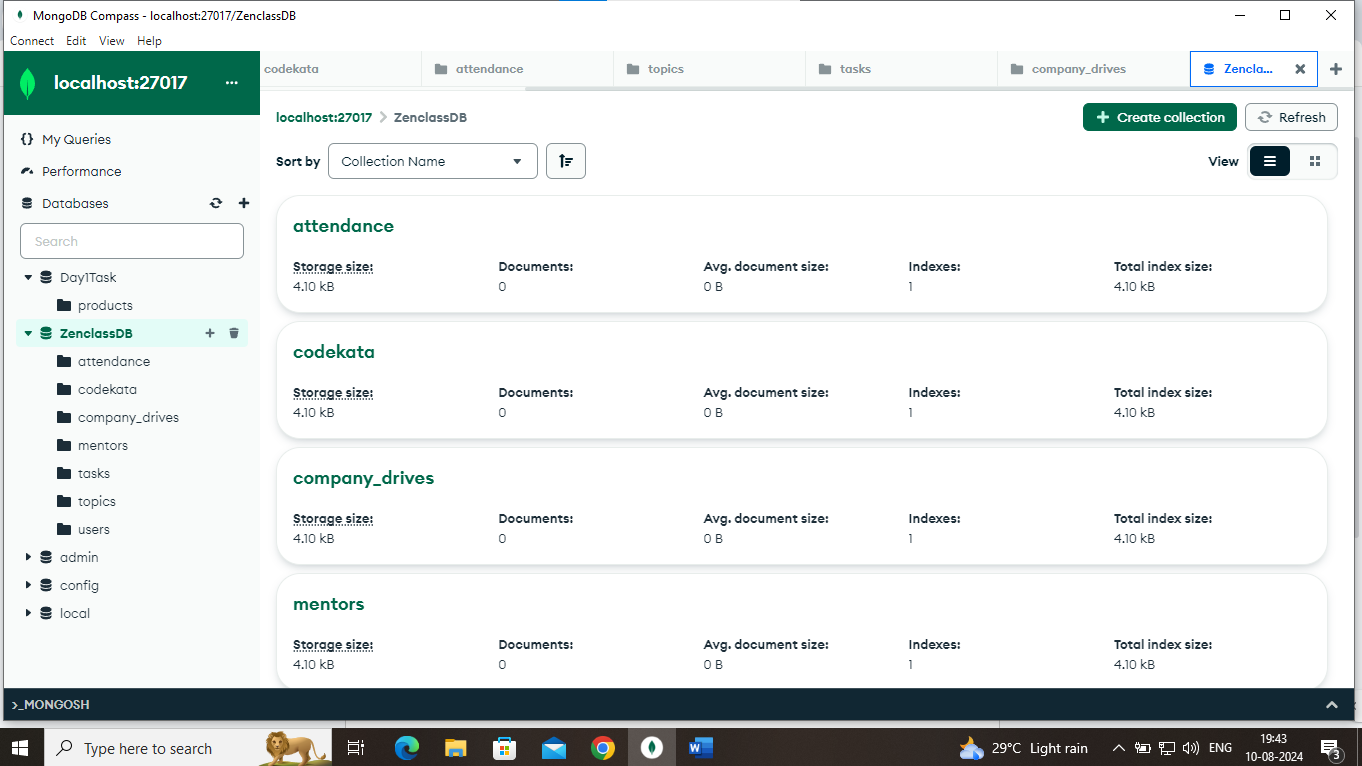 MongoDB Compass - localhost:27017/ZenclassDB
Connect Edit View Help
localhost:27017 ...
codekata attendance topics tasks company_drives Zencla...
localhost:27017 > ZenclassDB
Create collection Refresh
My Queries
Performance
Databases
Search
Day1Task
products
ZenclassDB
attendance
codekata
company_drives
mentors
tasks
topics
users
admin
config
local
Sort by Collection Name View
attendance
Storage size: Documents: Avg. document size: Indexes: Total index size:
4.10 kB 0 0 B 1 4.10 kB
codekata
Storage size: Documents: Avg. document size: Indexes: Total index size:
4.10 kB 0 0 B 1 4.10 kB
company_drives
Storage size: Documents: Avg. document size: Indexes: Total index size:
4.10 kB 0 0 B 1 4.10 kB
mentors
Storage size: Documents: Avg. document size: Indexes: Total index size:
4.10 kB 0 0 B 1 4.10 kB
>_MONGOSH
Type here to search
29°C Light rain ENG
19:43
10-08-2024
3